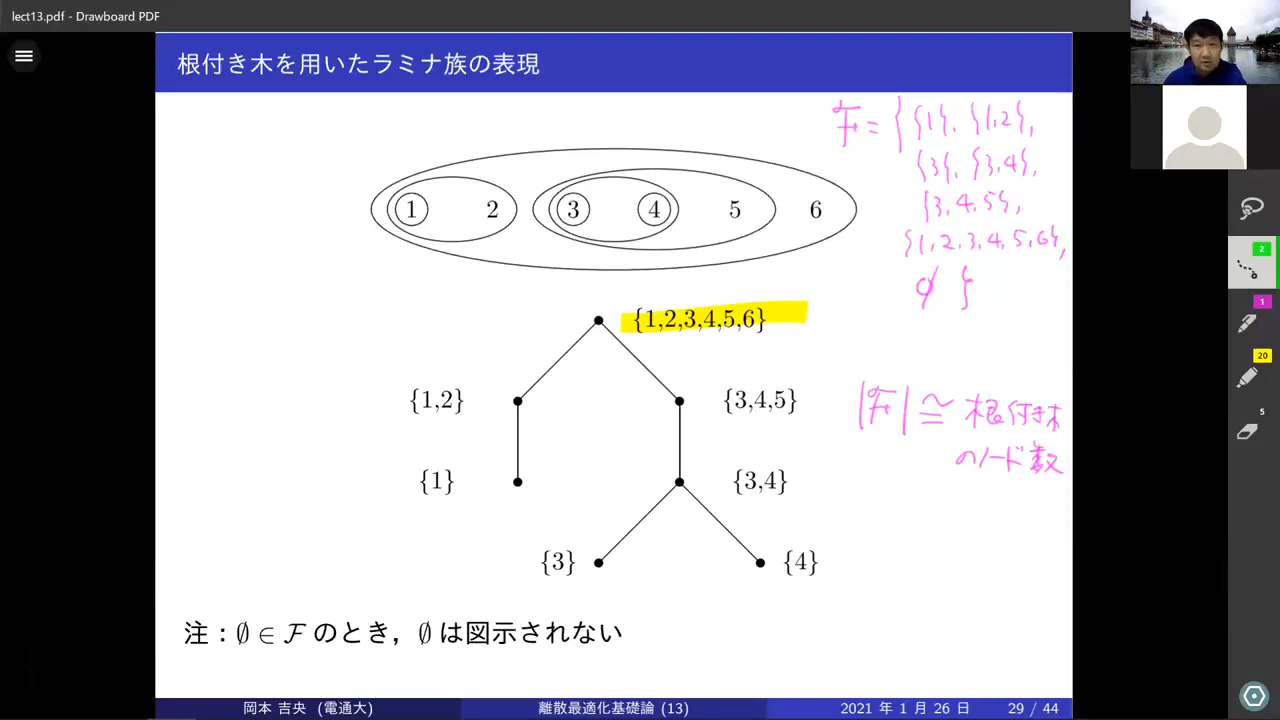 lect13.pdf - Drawboard PDF
根付き木を用いたラミナ族の表現
F = { {1}, {1,2},
{3}, {3,4},
{3,4,5},
{1,2,3,4,5,6},
∅ }
1 2 3 4 5 6
{1,2,3,4,5,6}
{1,2} {3,4,5}
|F| ≅ 根付き木
のノード数
{1} {3,4}
{3} {4}
注：∅ ∈ F のとき，∅ は図示されない
岡本 吉央 (電通大) 離散最適化基礎論 (13) 2021 年 1 月 26 日 29 / 44
2
1
20
5